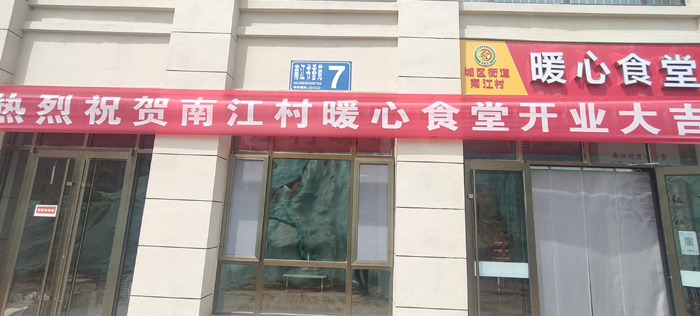 南江书香苑
7
城区街道
南江村
暖心食堂
热烈祝贺南江村暖心食堂开业大吉